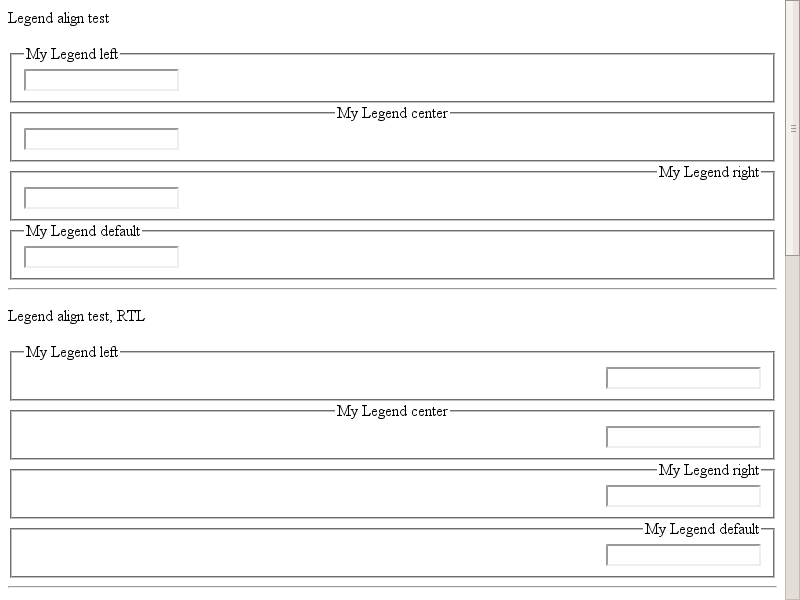 Legend align test
My Legend left
My Legend center
My Legend right
My Legend default
Legend align test, RTL
My Legend left
My Legend center
My Legend right
My Legend default